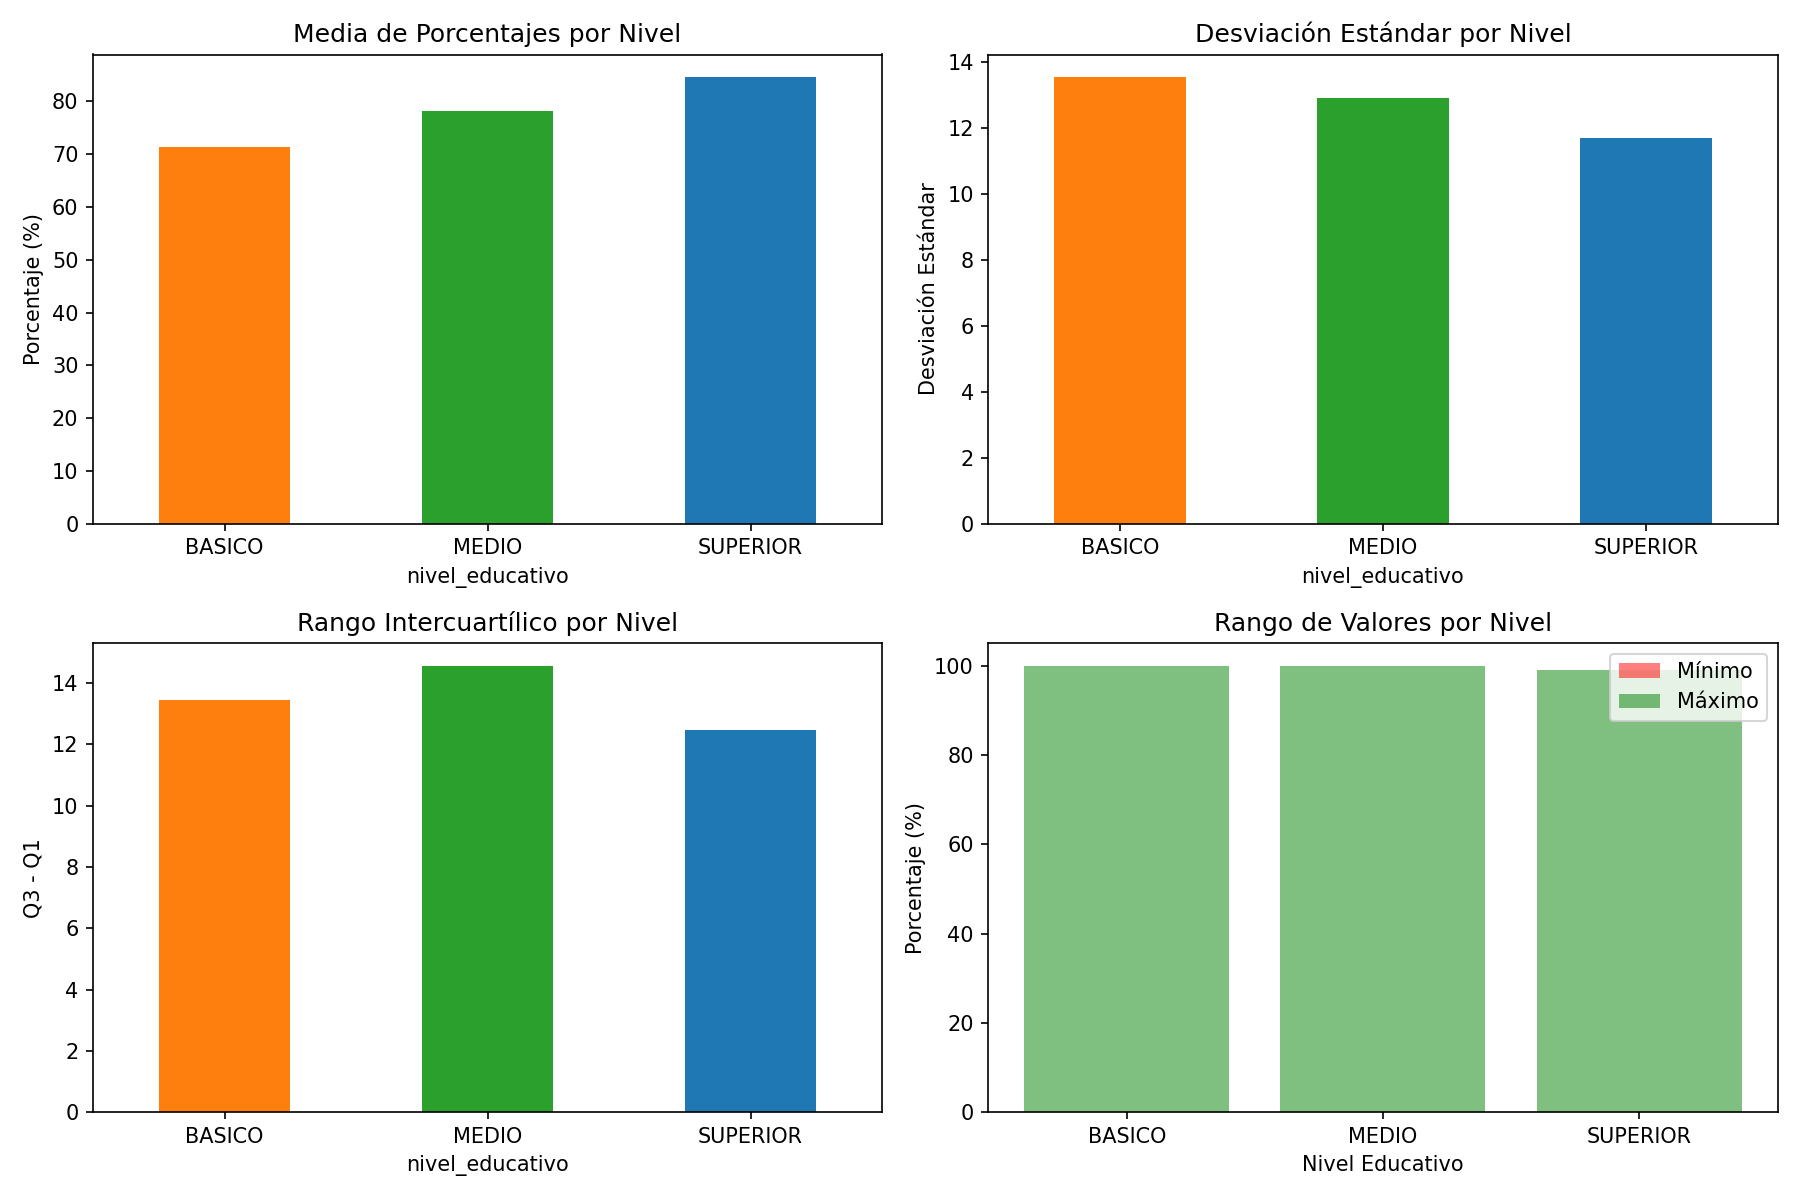 Media de Porcentajes por Nivel
Porcentaje (%)
80
70
60
50
40
30
20
10
0
BASICO MEDIO SUPERIOR
nivel_educativo
Desviación Estándar por Nivel
Desviación Estándar
14
12
10
8
6
4
2
0
BASICO MEDIO SUPERIOR
nivel_educativo
Rango Intercuartílico por Nivel
Q3 - Q1
14
12
10
8
6
4
2
0
BASICO MEDIO SUPERIOR
nivel_educativo
Rango de Valores por Nivel
Porcentaje (%)
100
80
60
40
20
0
Mínimo
Máximo
BASICO MEDIO SUPERIOR
Nivel Educativo